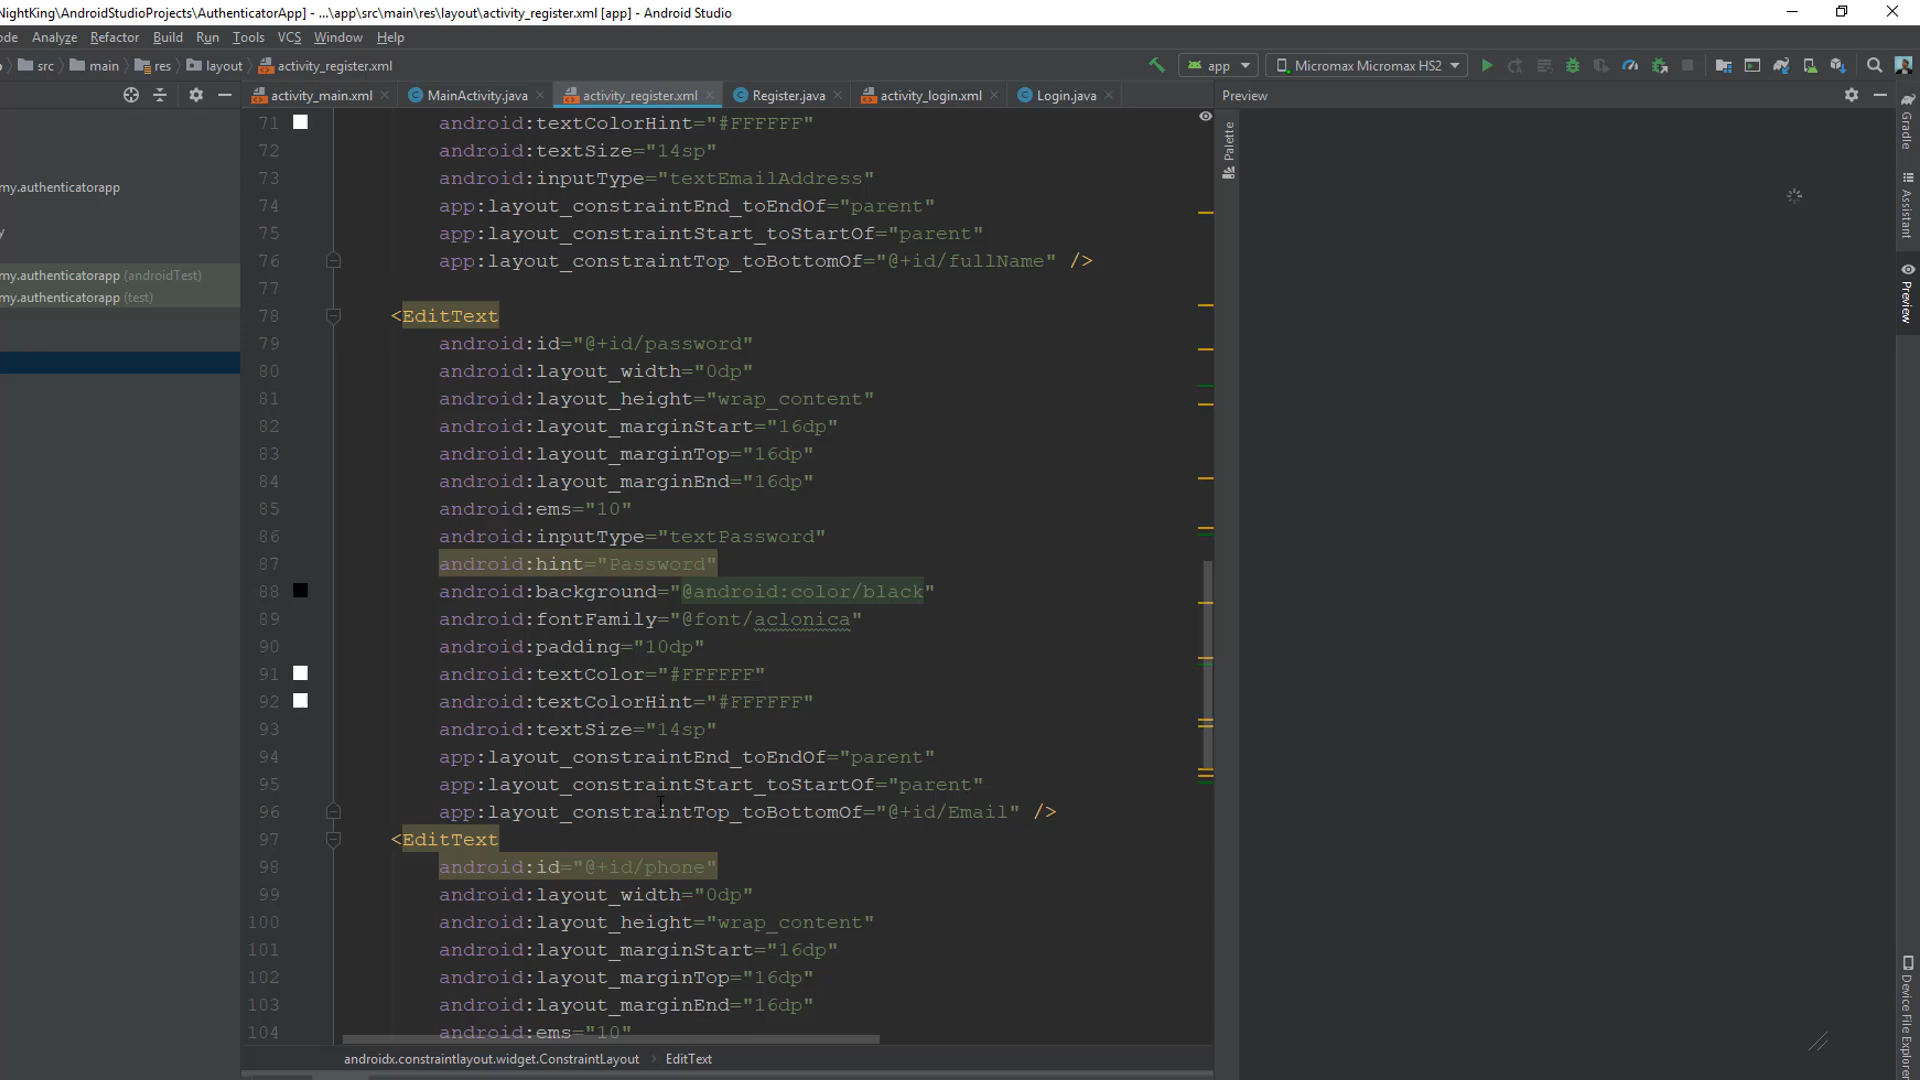 NightKing\AndroidStudioProjects\AuthenticatorApp] - ...\app\src\main\res\layout\activity_register.xml [app] - Android Studio
ode Analyze Refactor Build Run Tools VCS Window Help
src main res layout activity_register.xml app Micromax Micromax HS2
activity_main.xml MainActivity.java activity_register.xml Register.java activity_login.xml Login.java Preview
my.authenticatorapp
y
my.authenticatorapp (androidTest)
my.authenticatorapp (test)
71 android:textColorHint="#FFFFFF"
72 android:textSize="14sp"
73 android:inputType="textEmailAddress"
74 app:layout_constraintEnd_toEndOf="parent"
75 app:layout_constraintStart_toStartOf="parent"
76 app:layout_constraintTop_toBottomOf="@+id/fullName" />
77
78 <EditText
79 android:id="@+id/password"
80 android:layout_width="0dp"
81 android:layout_height="wrap_content"
82 android:layout_marginStart="16dp"
83 android:layout_marginTop="16dp"
84 android:layout_marginEnd="16dp"
85 android:ems="10"
86 android:inputType="textPassword"
87 android:hint="Password"
88 android:background="@android:color/black"
89 android:fontFamily="@font/aclonica"
90 android:padding="10dp"
91 android:textColor="#FFFFFF"
92 android:textColorHint="#FFFFFF"
93 android:textSize="14sp"
94 app:layout_constraintEnd_toEndOf="parent"
95 app:layout_constraintStart_toStartOf="parent"
96 app:layout_constraintTop_toBottomOf="@+id/Email" />
97 <EditText
98 android:id="@+id/phone"
99 android:layout_width="0dp"
100 android:layout_height="wrap_content"
101 android:layout_marginStart="16dp"
102 android:layout_marginTop="16dp"
103 android:layout_marginEnd="16dp"
104 android:ems="10"
androidx.constraintlayout.widget.ConstraintLayout › EditText
Palette
Gradle
Assistant
Preview
Device File Explorer